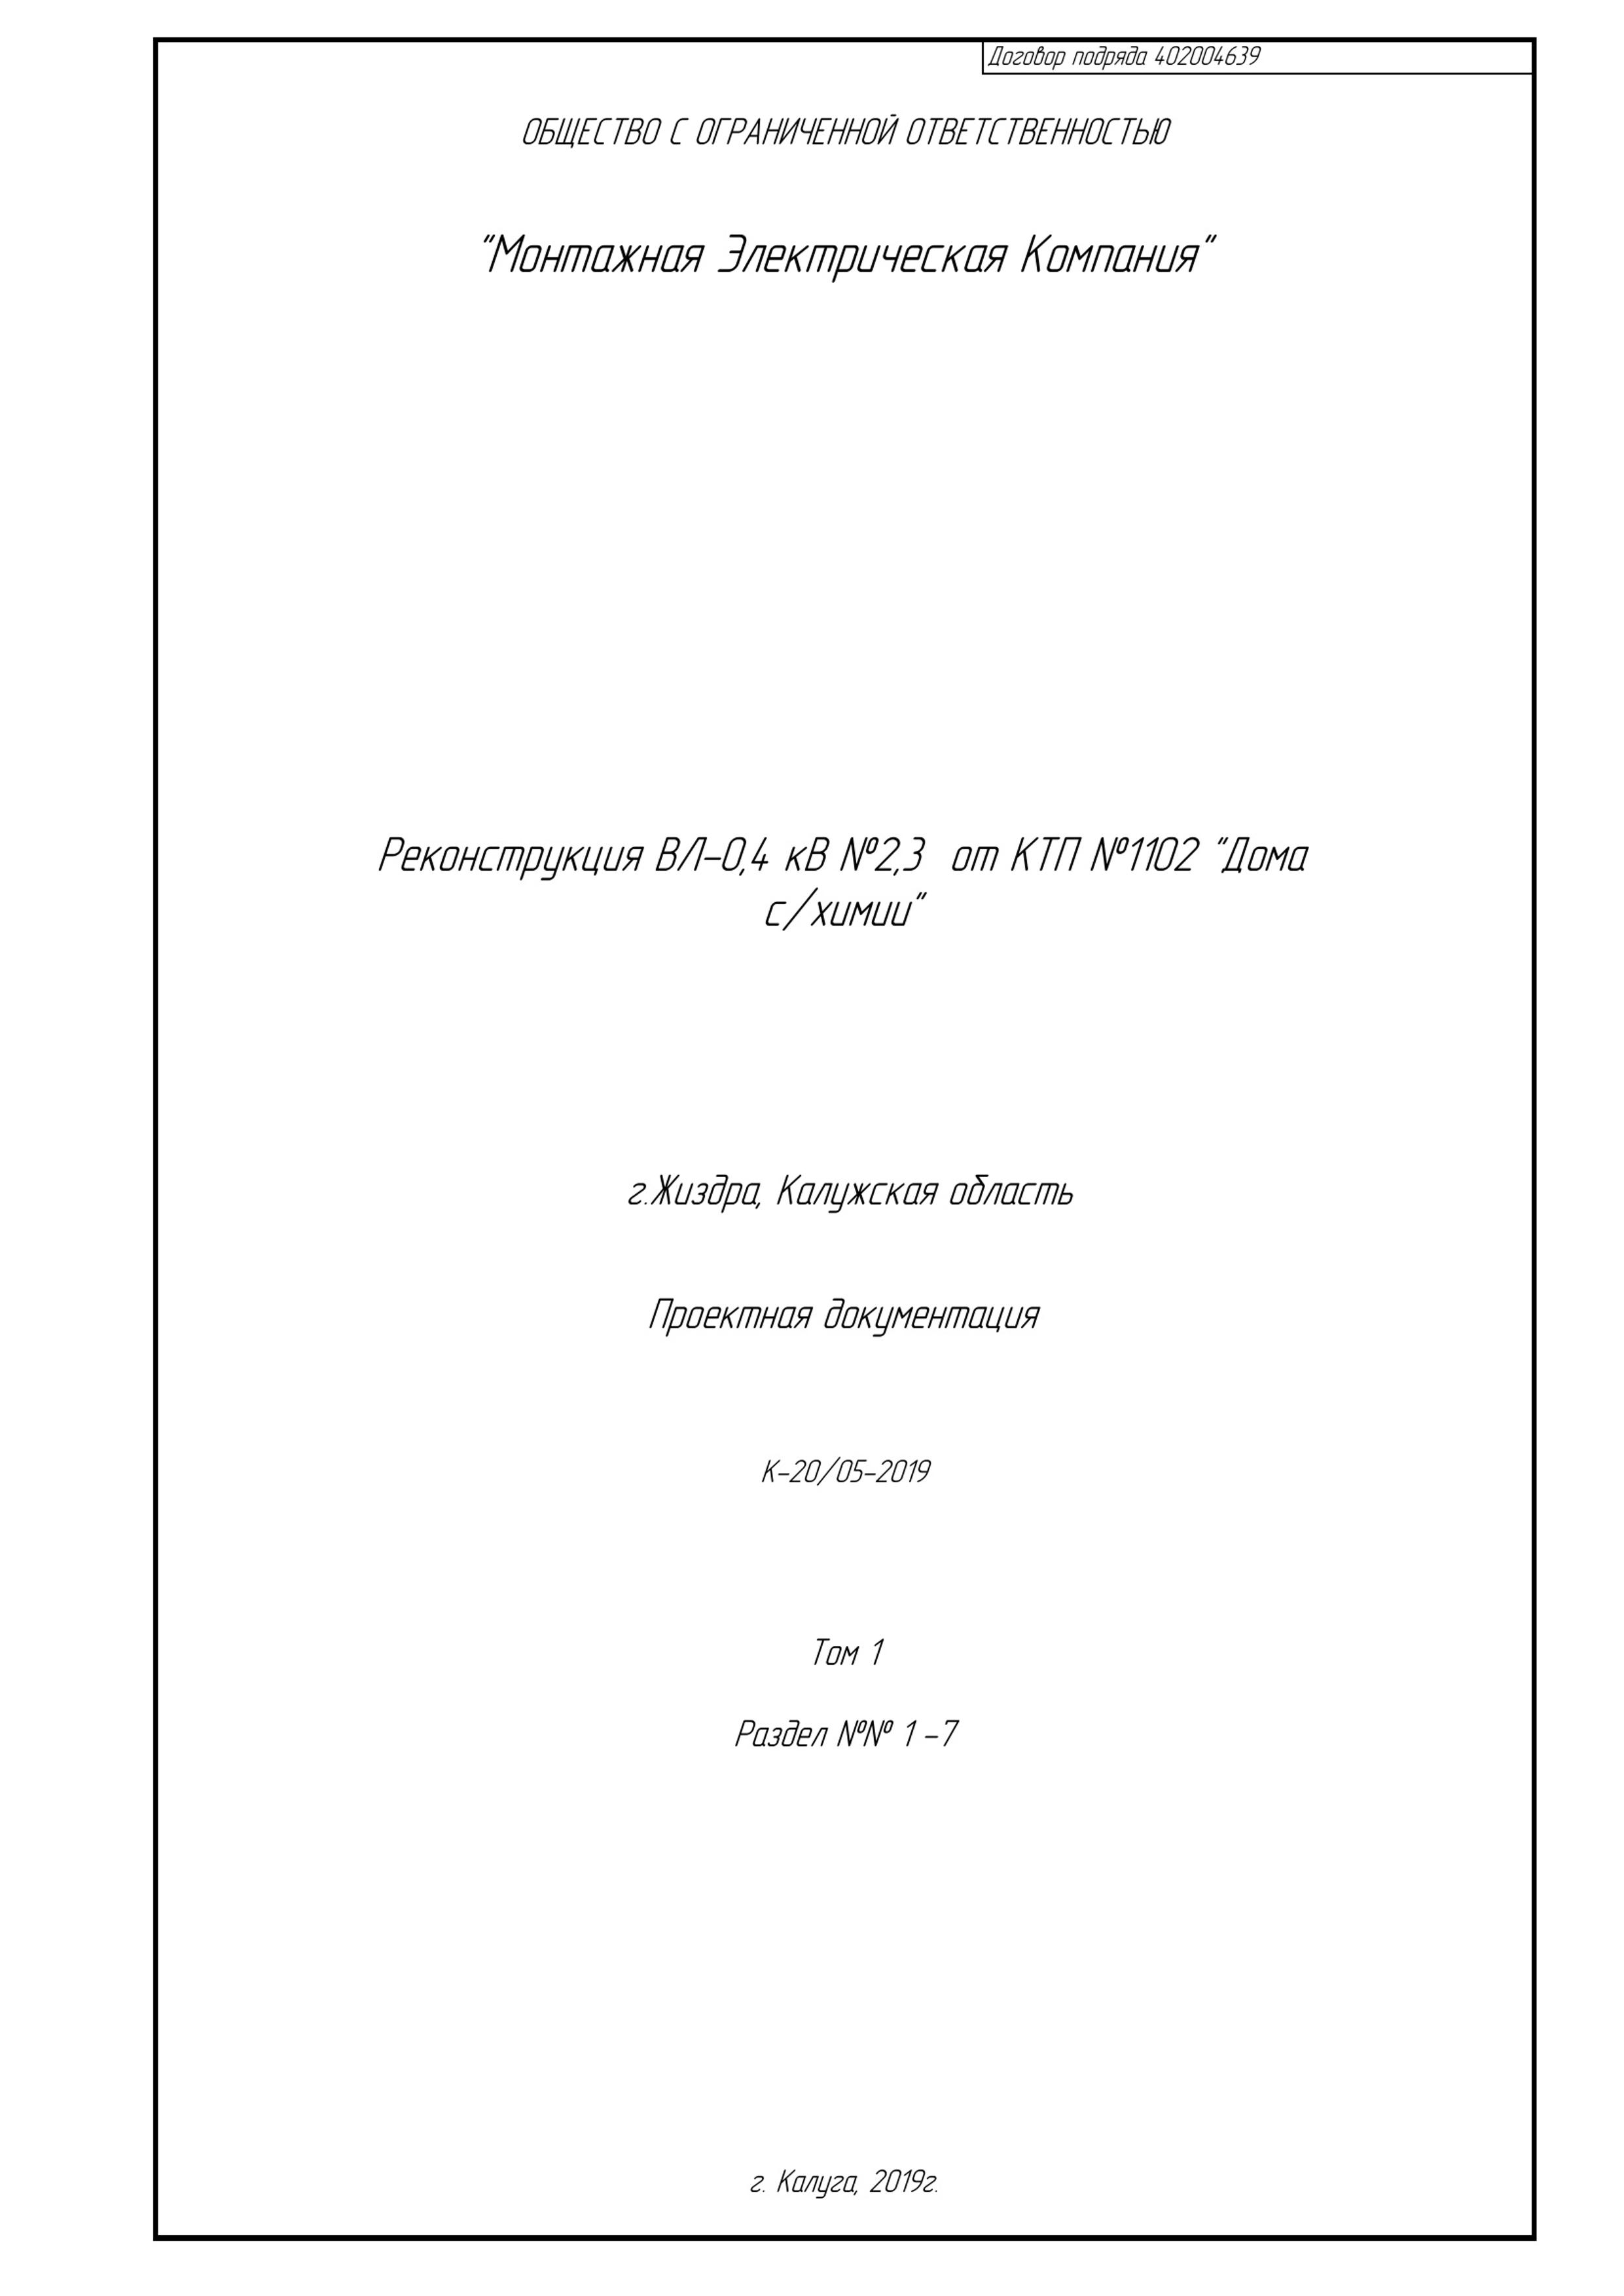 Договор подряда 402004639
ОБЩЕСТВО С ОГРАНИЧЕННОЙ ОТВЕТСТВЕННОСТЬЮ
"Монтажная Электрическая Компания"
Реконструкция ВЛ-0,4 кВ №2,3 от КТП №1102 "Дома
с/химии"
г.Жиздра, Калужская область
Проектная документация
К-20/05-2019
Том 1
Раздел №№ 1 -7
г. Калуга, 2019г.